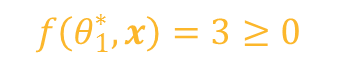 f(θ₁*, x) = 3 ≥ 0